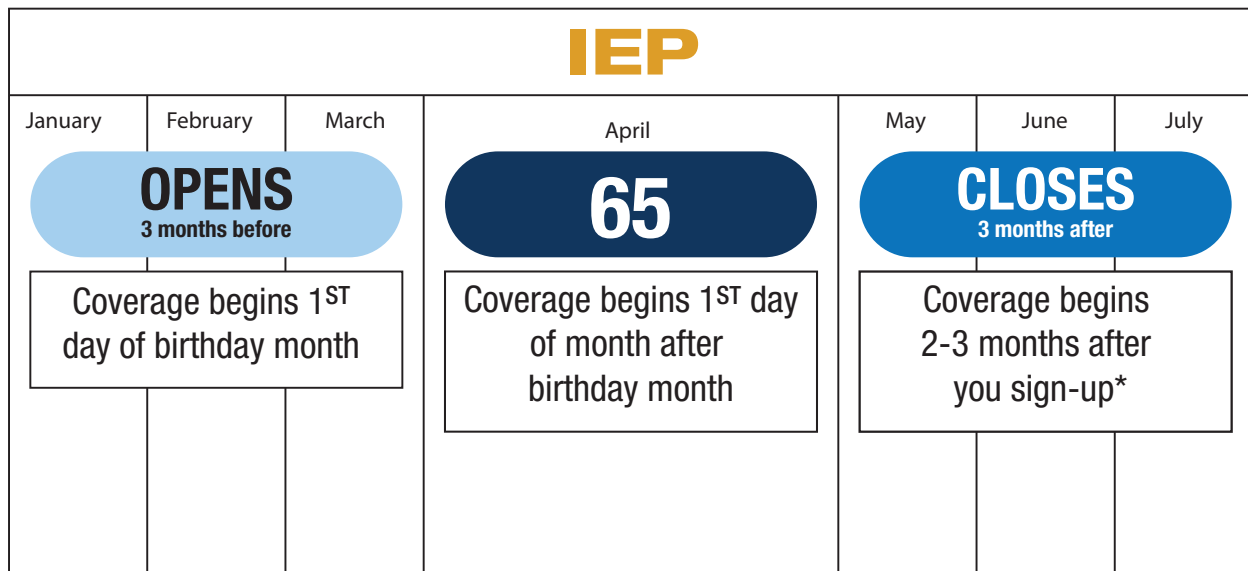 IEP
January
February
March
April
May
June
July
OPENS
3 months before
65
CLOSES
3 months after
Coverage begins 1ST
day of birthday month
Coverage begins 1ST day
of month after
birthday month
Coverage begins
2-3 months after
you sign-up*